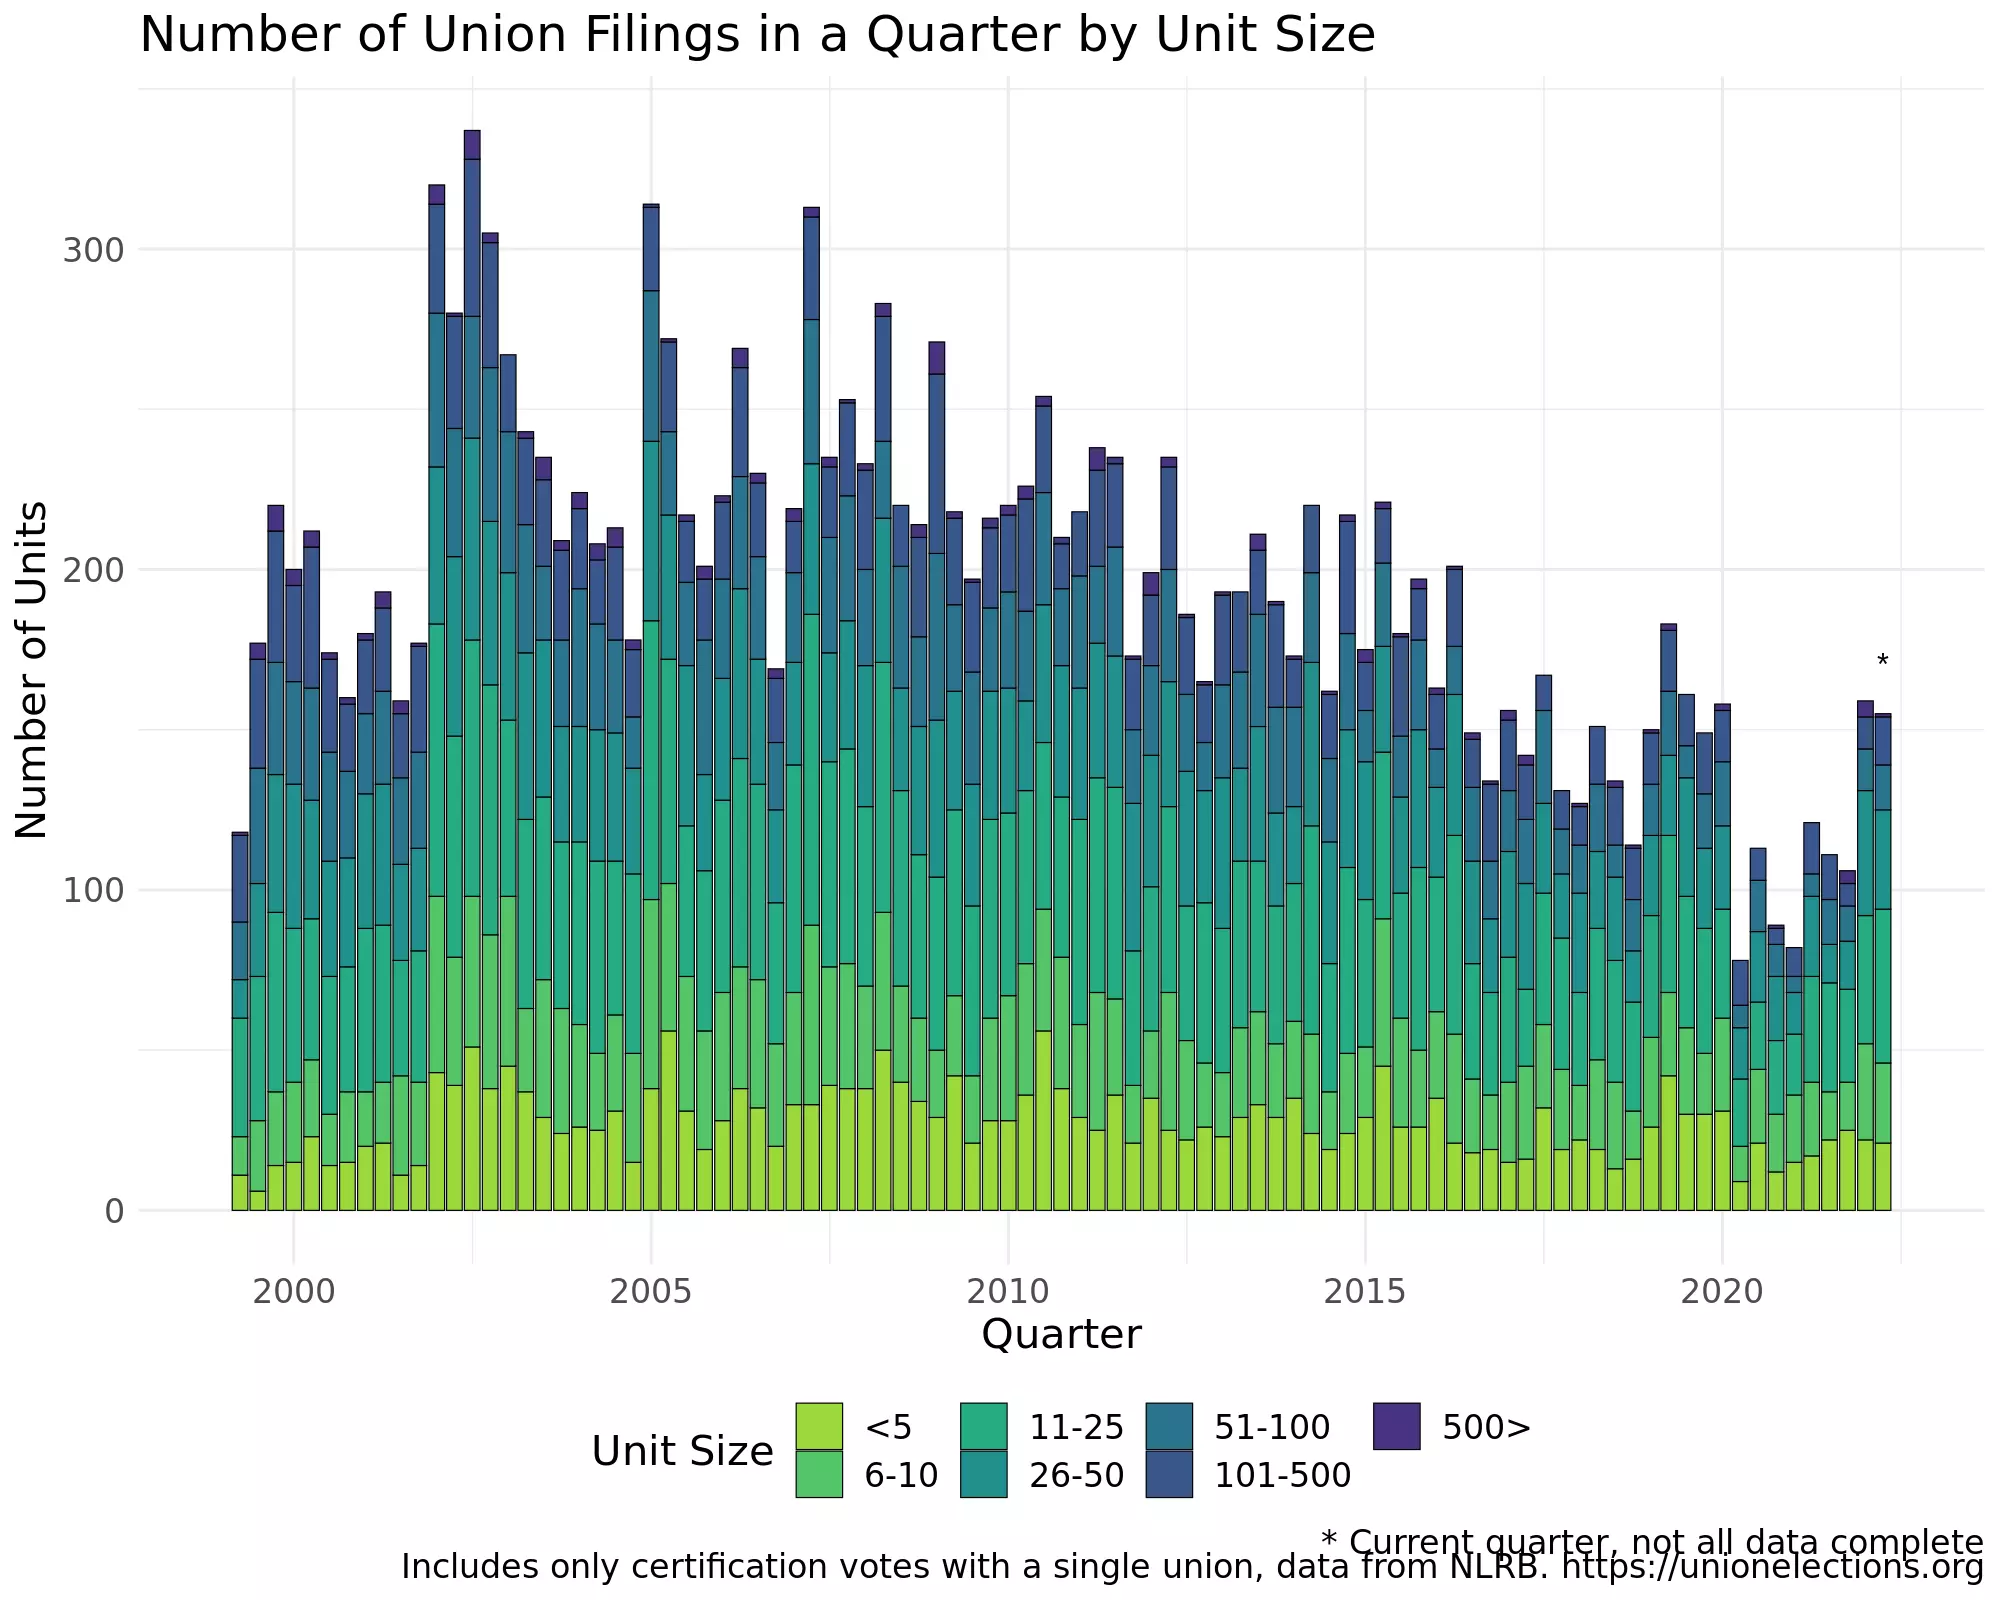 Number of Union Filings in a Quarter by Unit Size
Number of Units
300
200
100
0
*
2000 2005 2010 2015 2020
Quarter
Unit Size
<5 11-25 51-100 500>
6-10 26-50 101-500
* Current quarter, not all data complete
Includes only certification votes with a single union, data from NLRB. https://unionelections.org